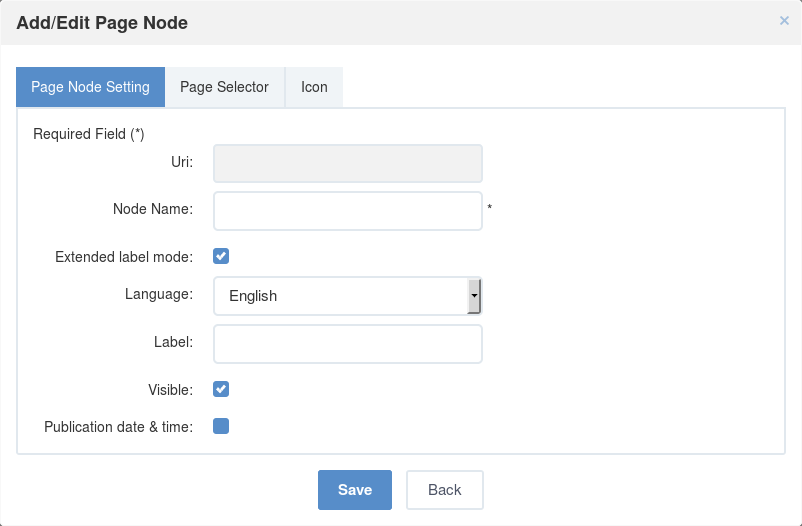 Add/Edit Page Node ×
Page Node Setting Page Selector Icon
Required Field (*)
Uri:
Node Name: *
Extended label mode:
Language: English
Label:
Visible:
Publication date & time:
Save Back